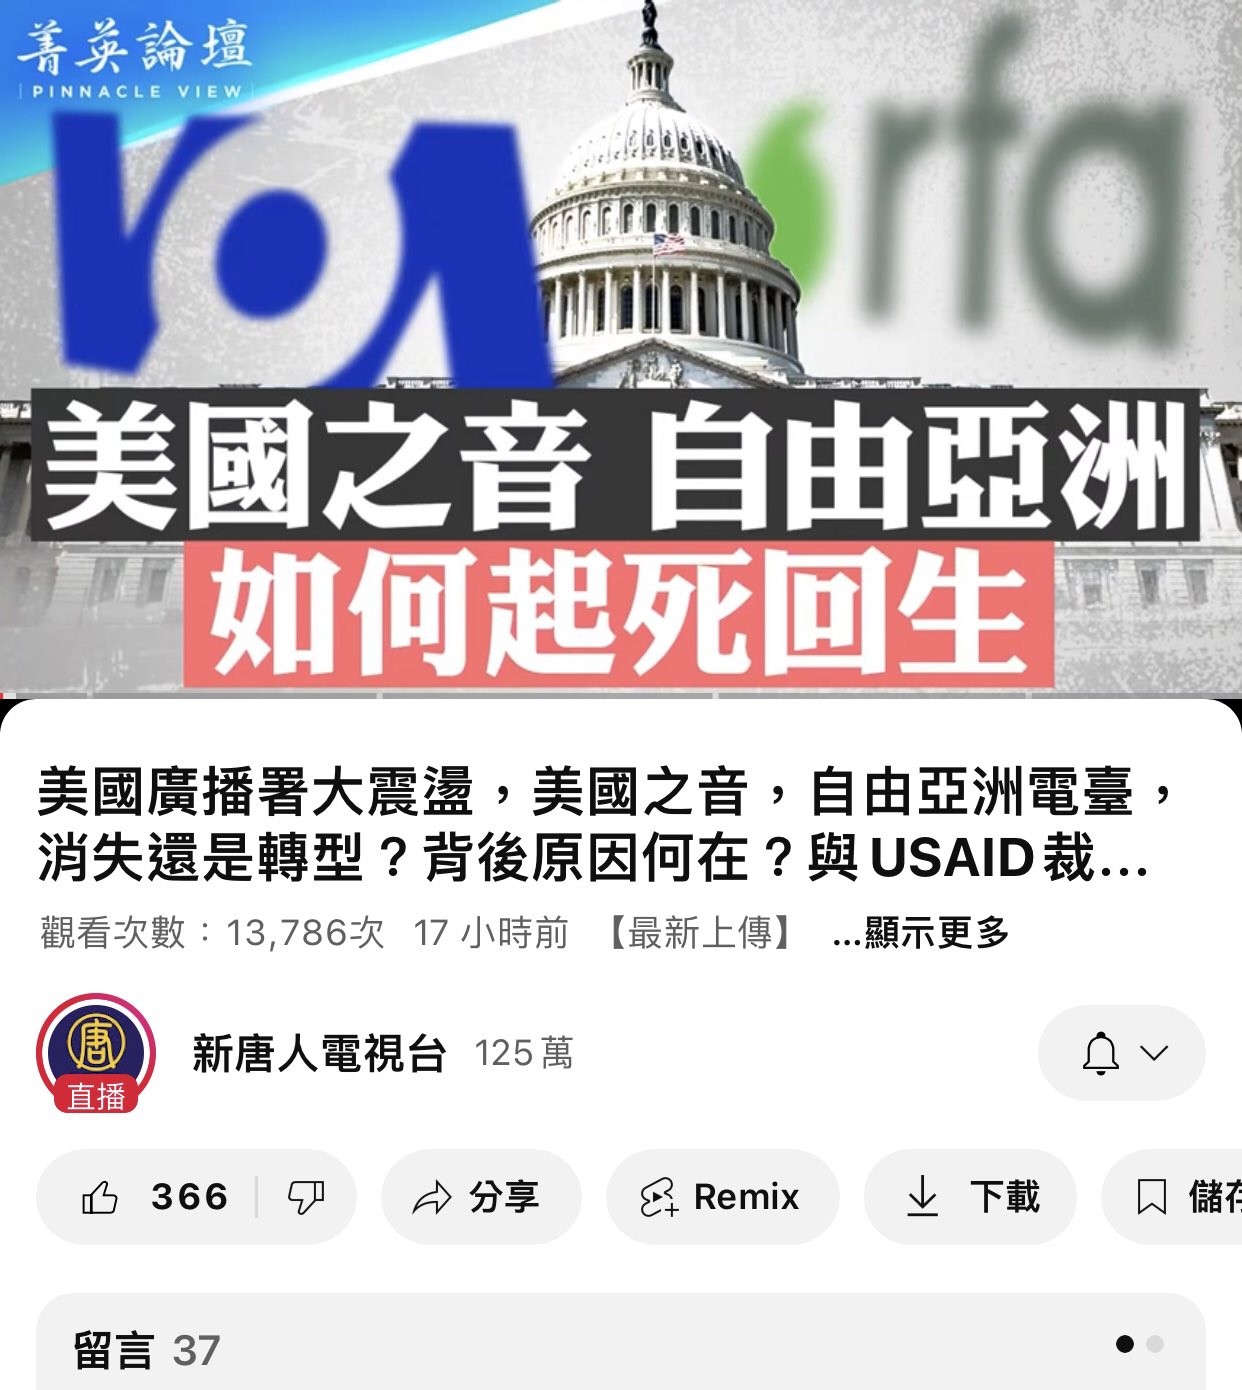 菁英論壇
PINNACLE VIEW
VOA rfa
美國之音 自由亞洲
如何起死回生
美國廣播署大震盪，美國之音，自由亞洲電臺，
消失還是轉型？背後原因何在？與USAID裁...
觀看次數：13,786次 17 小時前 【最新上傳】 ...顯示更多
唐
直播
新唐人電視台 125萬
366 分享 Remix 下載 儲存
留言 37